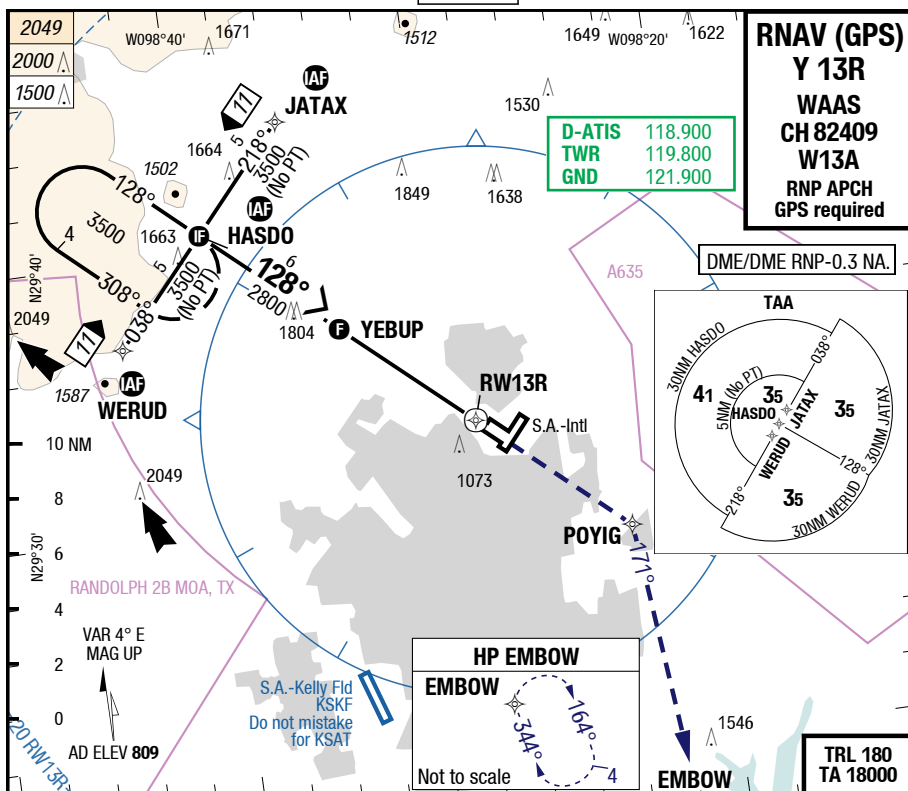 2049
2000
1500
W098°40'
1671
1512
1649
W098°20'
1622
RNAV (GPS)
Y 13R
WAAS
CH 82409
W13A
RNP APCH
GPS required
IAF
JATAX
11
5
218°
3500
(No PT)
1530
D-ATIS 118.900
TWR 119.800
GND 121.900
1664
1502
1849
1638
128°
IAF
HASDO
3500
4
1663
IF
308°
5
3500
(No PT)
038°
128°
6
2800
1804
F YEBUP
A635
DME/DME RNP-0.3 NA.
N29°40'
2049
11
1587
IAF
WERUD
RW13R
S.A.-Intl
1073
TAA
30NM HASDO
41
5NM (No PT)
HASDO
35
038°
JATAX
35
30NM JATAX
WERUD
128°
218°
35
30NM WERUD
10 NM
8
6
4
2
0
2049
N29°30'
POYIG
171°
RANDOLPH 2B MOA, TX
VAR 4° E
MAG UP
AD ELEV 809
20 RW13R
S.A.-Kelly Fld
KSKF
Do not mistake
for KSAT
HP EMBOW
EMBOW
164°
344°
4
Not to scale
1546
EMBOW
TRL 180
TA 18000